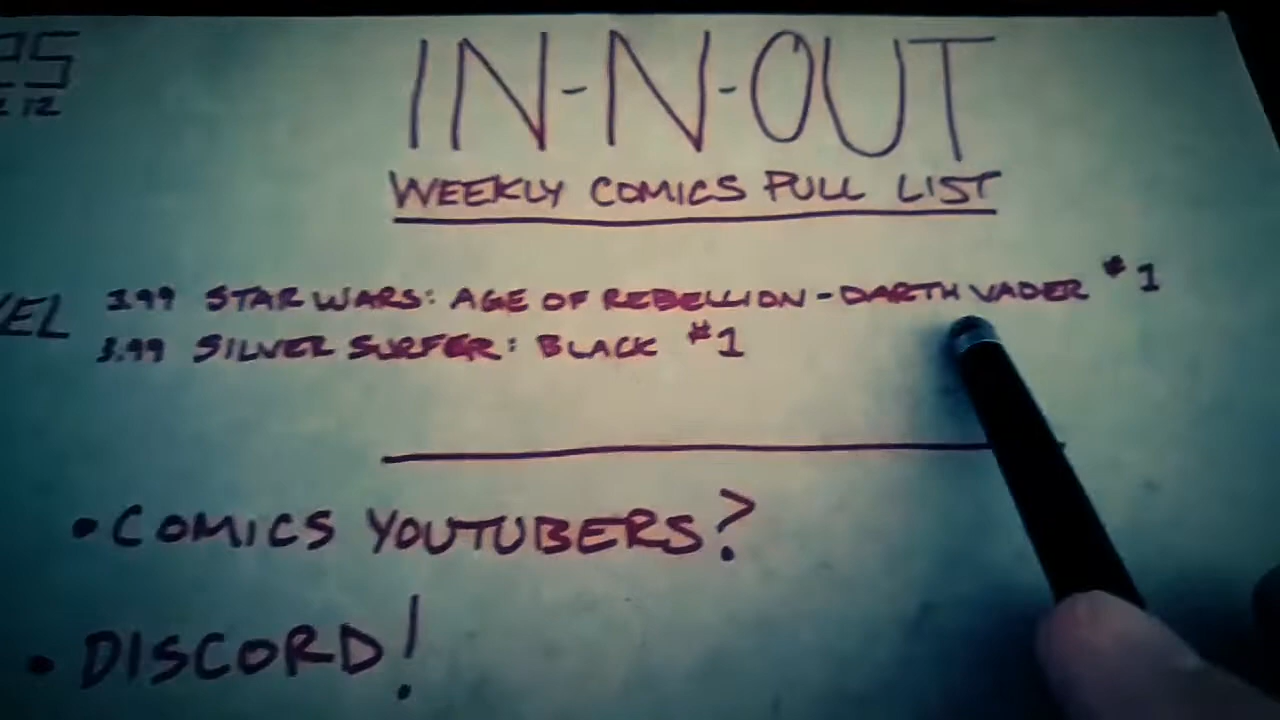 IN-N-OUT
WEEKLY COMICS PULL LIST
3.99 STAR WARS: AGE OF REBELLION - DARTH VADER #1
3.99 SILVER SURFER: BLACK #1
• COMICS YOUTUBERS?
• DISCORD!